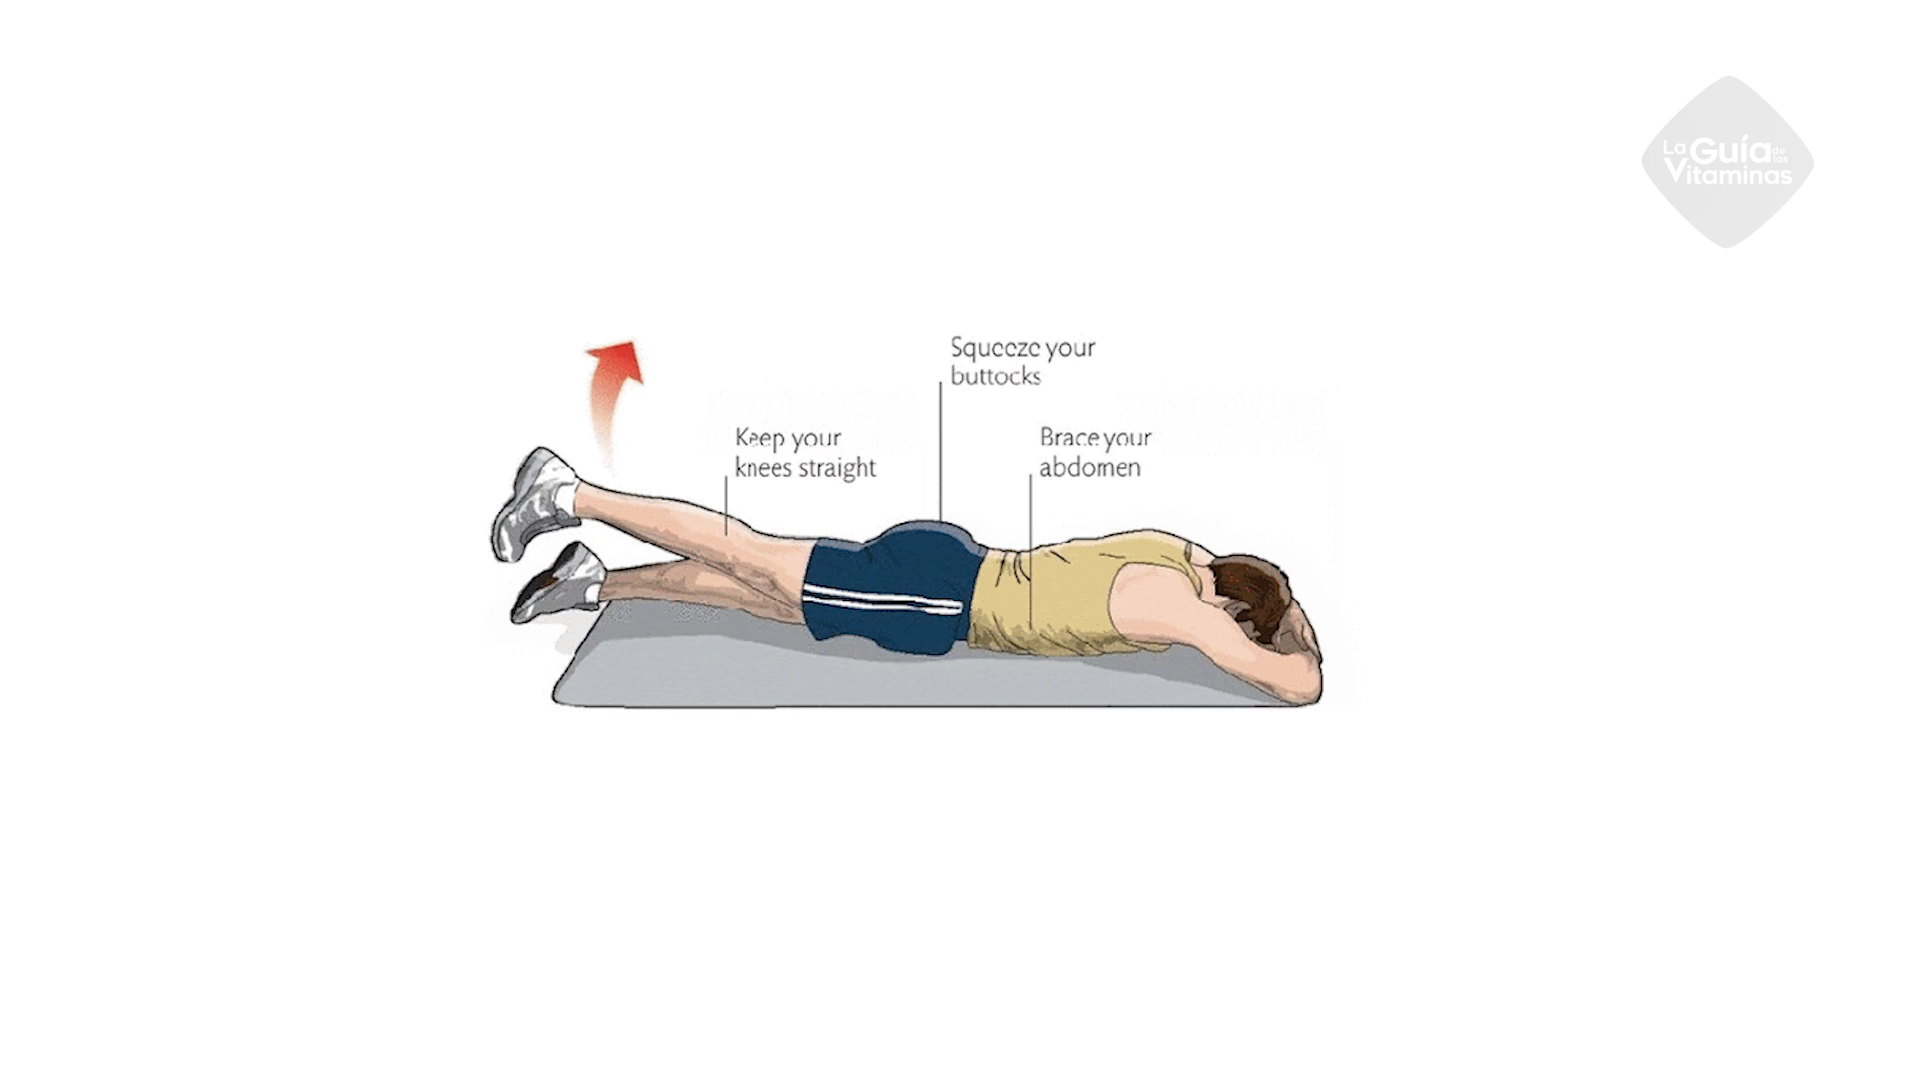 La Guía de las
Vitaminas
Squeeze your
buttocks
Keep your
knees straight
Brace your
abdomen